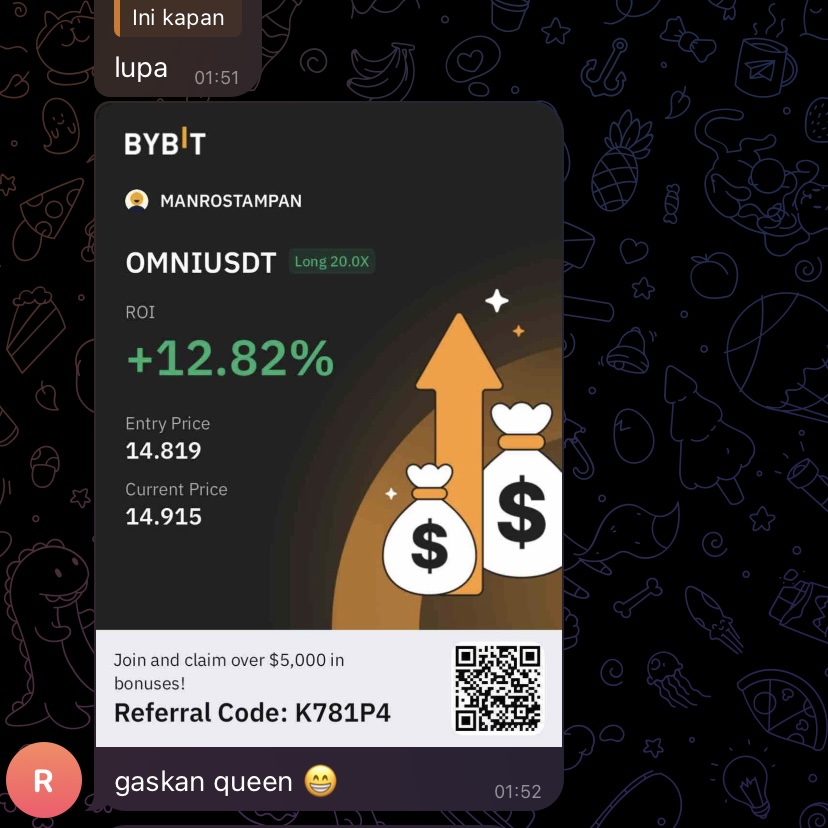 Ini kapan
lupa
01:51
BYBIT
MANROSTAMPAN
OMNIUSDT Long 20.0X
ROI
+12.82%
Entry Price
14.819
Current Price
14.915
$
$
Join and claim over $5,000 in
bonuses!
Referral Code: K781P4
R
gaskan queen 😁
01:52